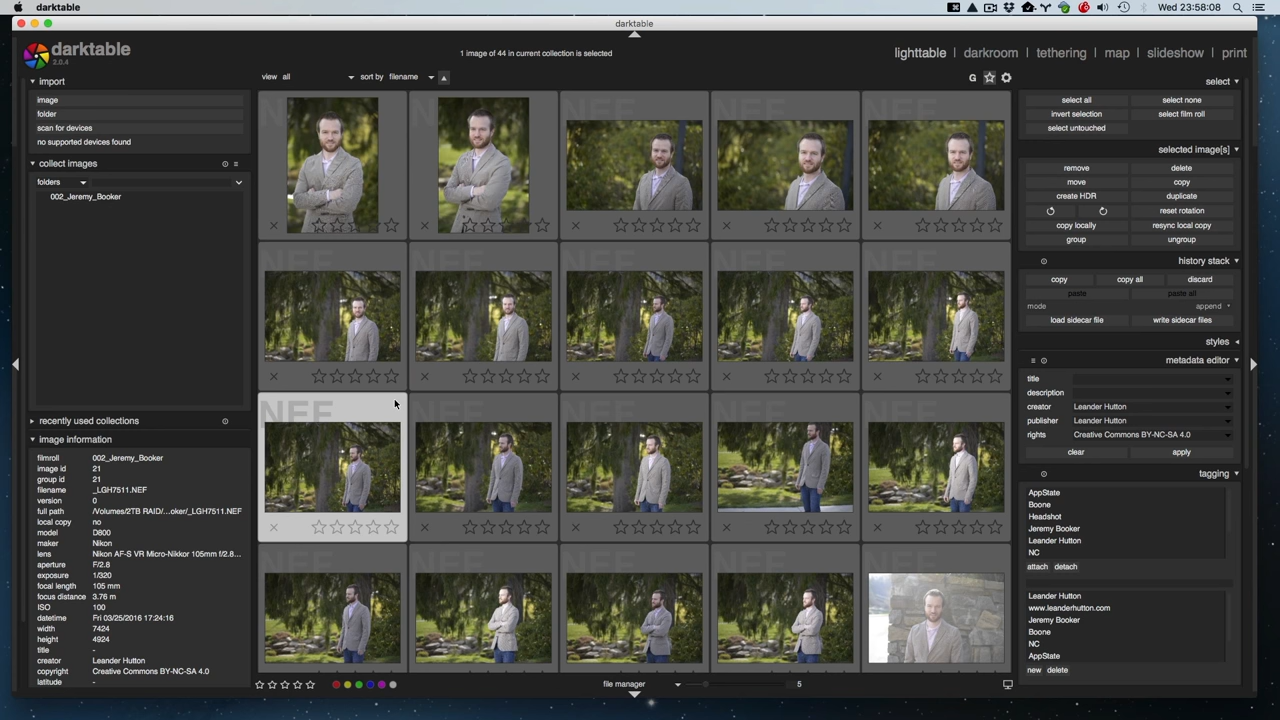 darktable
Wed 23:58:08
darktable
darktable
2.0.4
1 image of 44 in current collection is selected
lighttable | darkroom | tethering | map | slideshow | print
import
image
folder
scan for devices
no supported devices found
collect images
folders
002_Jeremy_Booker
recently used collections
image information
filmroll 002_Jeremy_Booker
image id 21
group id 21
filename _LGH7511.NEF
version 0
full path /Volumes/2TB RAID/...oker/_LGH7511.NEF
local copy no
model D800
maker Nikon
lens Nikon AF-S VR Micro-Nikkor 105mm f/2.8...
aperture F/2.8
exposure 1/320
focal length 105 mm
focus distance 3.76 m
ISO 100
datetime Fri 03/25/2016 17:24:16
width 7424
height 4924
title -
creator Leander Hutton
copyright Creative Commons BY-NC-SA 4.0
latitude -
view all sort by filename
G
NEF
file manager 5
select
select all select none
invert selection select film roll
select untouched
selected image[s]
remove delete
move copy
create HDR duplicate
reset rotation
copy locally resync local copy
group ungroup
history stack
copy copy all discard
paste paste all
mode append
load sidecar file write sidecar files
styles
metadata editor
title
description
creator Leander Hutton
publisher Leander Hutton
rights Creative Commons BY-NC-SA 4.0
clear apply
tagging
AppState
Boone
Headshot
Jeremy Booker
Leander Hutton
NC
attach detach
Leander Hutton
www.leanderhutton.com
Jeremy Booker
Boone
NC
AppState
new delete